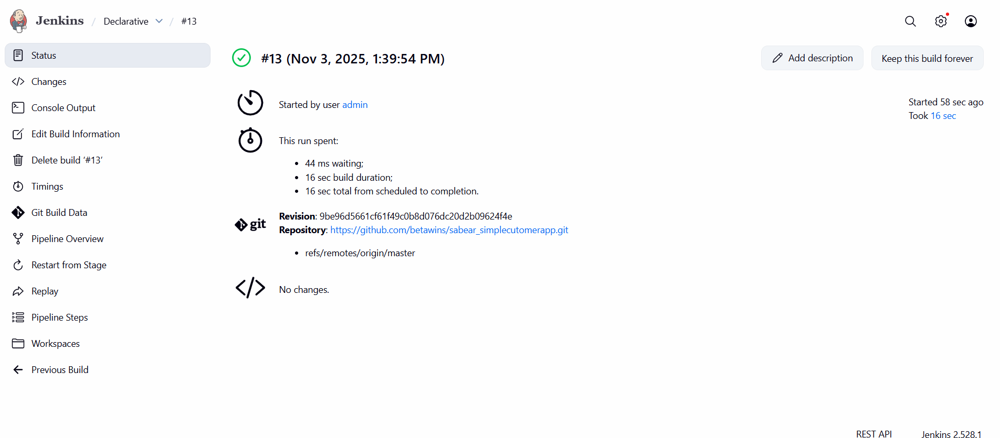 Jenkins / Declarative / #13
Status
Changes
Console Output
Edit Build Information
Delete build ‘#13’
Timings
Git Build Data
Pipeline Overview
Restart from Stage
Replay
Pipeline Steps
Workspaces
Previous Build
#13 (Nov 3, 2025, 1:39:54 PM)
Add description
Keep this build forever
Started by user admin
Started 58 sec ago
Took 16 sec
This run spent:
• 44 ms waiting;
• 16 sec build duration;
• 16 sec total from scheduled to completion.
git
Revision: 9be96d5661cf61f49c0b8d076dc20d2b09624f4e
Repository: https://github.com/betawins/sabear_simplecutomerapp.git
• refs/remotes/origin/master
No changes.
REST API
Jenkins 2.528.1